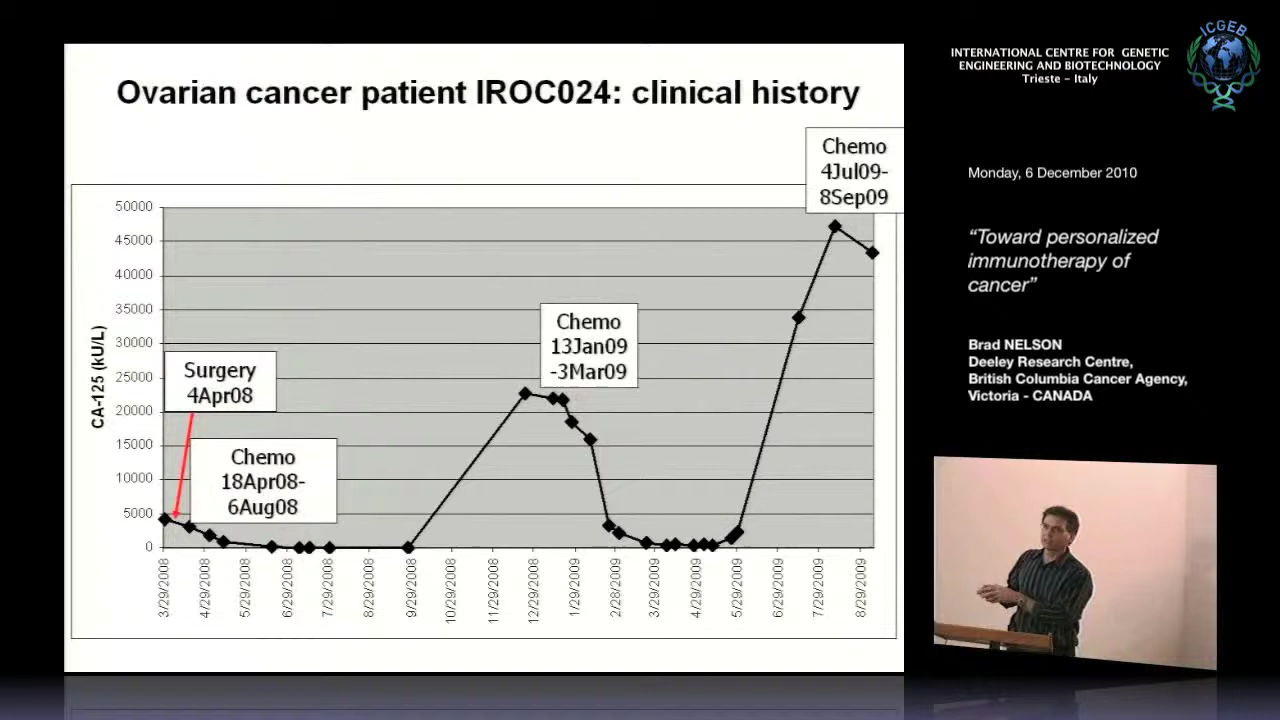 Ovarian cancer patient IROC024: clinical history
Chemo
4Jul09-
8Sep09
50000
45000
40000
35000
30000
25000
20000
15000
10000
5000
0
CA-125 (kU/L)
Surgery
4Apr08
Chemo
18Apr08-
6Aug08
Chemo
13Jan09
-3Mar09
3/29/2008
4/29/2008
5/29/2008
6/29/2008
7/29/2008
8/29/2008
9/29/2008
10/29/2008
11/29/2008
12/29/2008
1/29/2009
2/28/2009
3/29/2009
4/29/2009
5/29/2009
6/29/2009
7/29/2009
8/29/2009
INTERNATIONAL CENTRE FOR GENETIC
ENGINEERING AND BIOTECHNOLOGY
Trieste - Italy
ICGEB
Monday, 6 December 2010
“Toward personalized
immunotherapy of
cancer”
Brad NELSON
Deeley Research Centre,
British Columbia Cancer Agency,
Victoria - CANADA